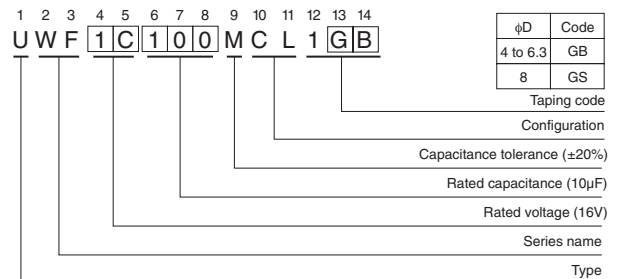 1 2 3 4 5 6 7 8 9 10 11 12 13 14
U W F 1 C 1 0 0 M C L 1 G B
φD Code
4 to 6.3 GB
8 GS
Taping code
Configuration
Capacitance tolerance (±20%)
Rated capacitance (10µF)
Rated voltage (16V)
Series name
Type